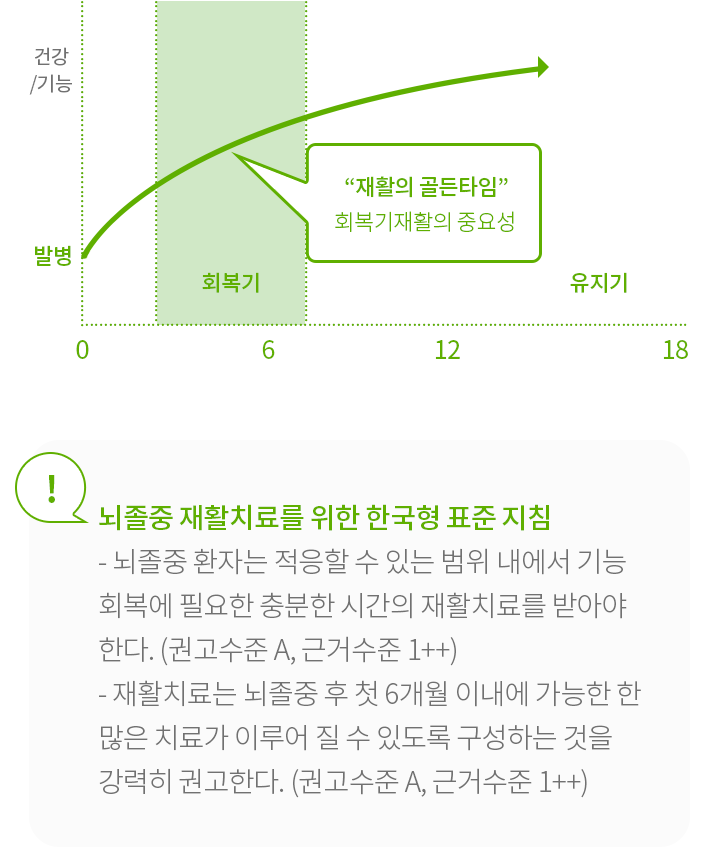 건강
/기능
“재활의 골든타임”
회복기재활의 중요성
발병
회복기
유지기
0
6
12
18
!
뇌졸중 재활치료를 위한 한국형 표준 지침
- 뇌졸중 환자는 적응할 수 있는 범위 내에서 기능
회복에 필요한 충분한 시간의 재활치료를 받아야
한다. (권고수준 A, 근거수준 1++)
- 재활치료는 뇌졸중 후 첫 6개월 이내에 가능한 한
많은 치료가 이루어 질 수 있도록 구성하는 것을
강력히 권고한다. (권고수준 A, 근거수준 1++)